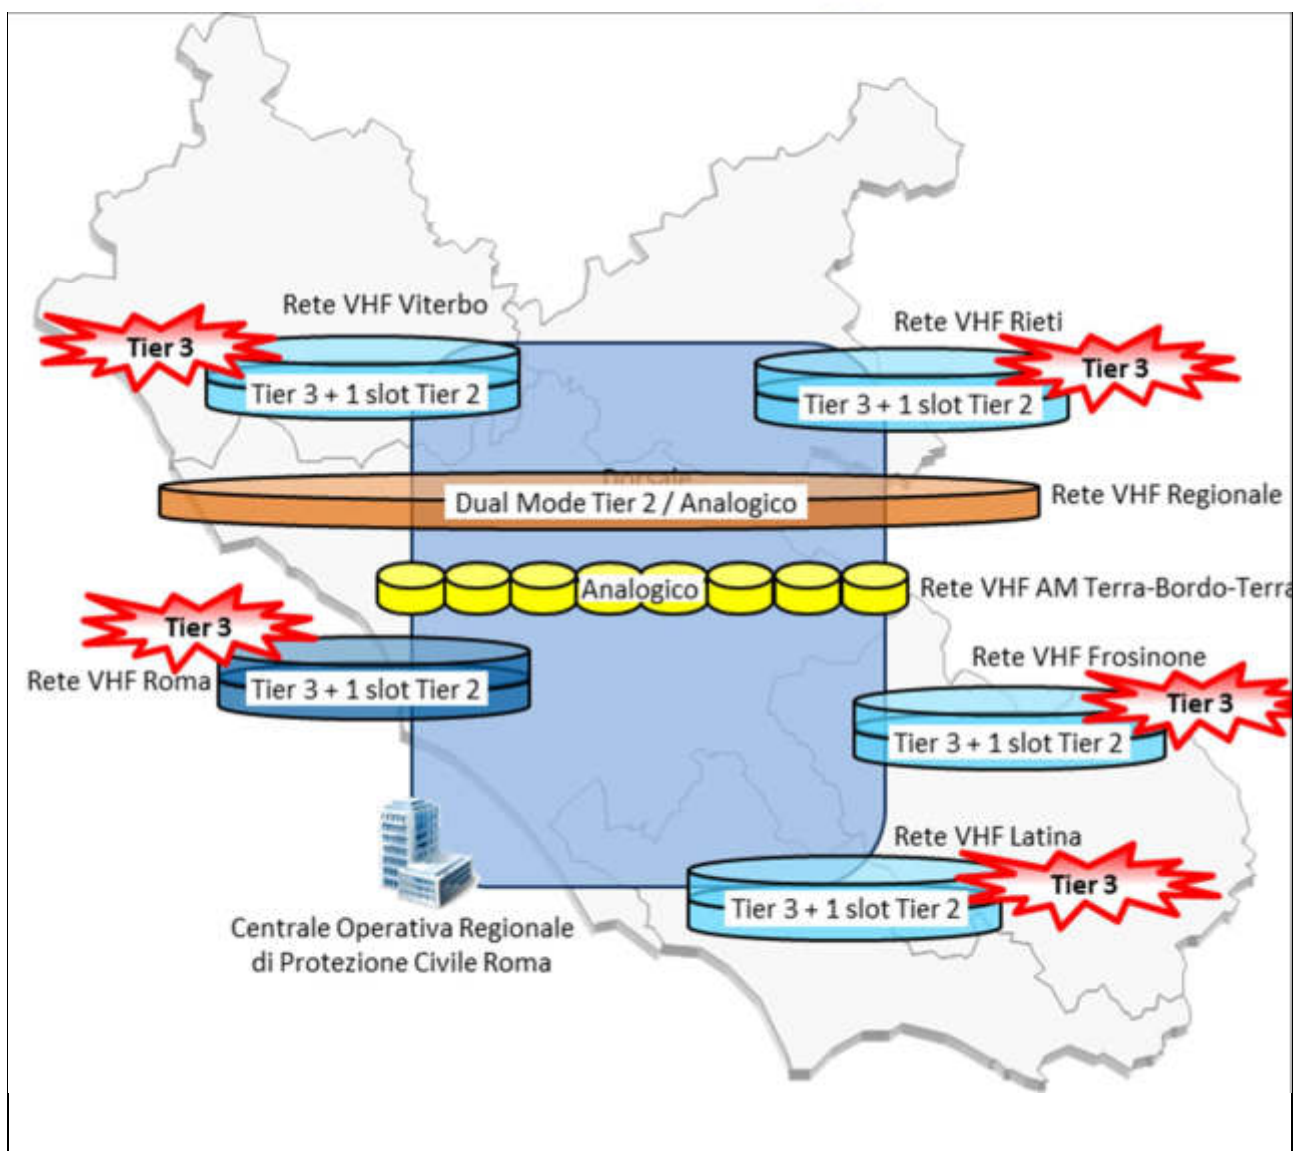 Rete VHF Viterbo
Tier 3
Tier 3 + 1 slot Tier 2
Rete VHF Rieti
Tier 3
Tier 3 + 1 slot Tier 2
Dorsale
Dual Mode Tier 2 / Analogico
Rete VHF Regionale
Analogico
Rete VHF AM Terra-Bordo-Terra
Tier 3
Rete VHF Roma
Tier 3 + 1 slot Tier 2
Rete VHF Frosinone
Tier 3
Tier 3 + 1 slot Tier 2
Rete VHF Latina
Tier 3
Tier 3 + 1 slot Tier 2
Centrale Operativa Regionale
di Protezione Civile Roma